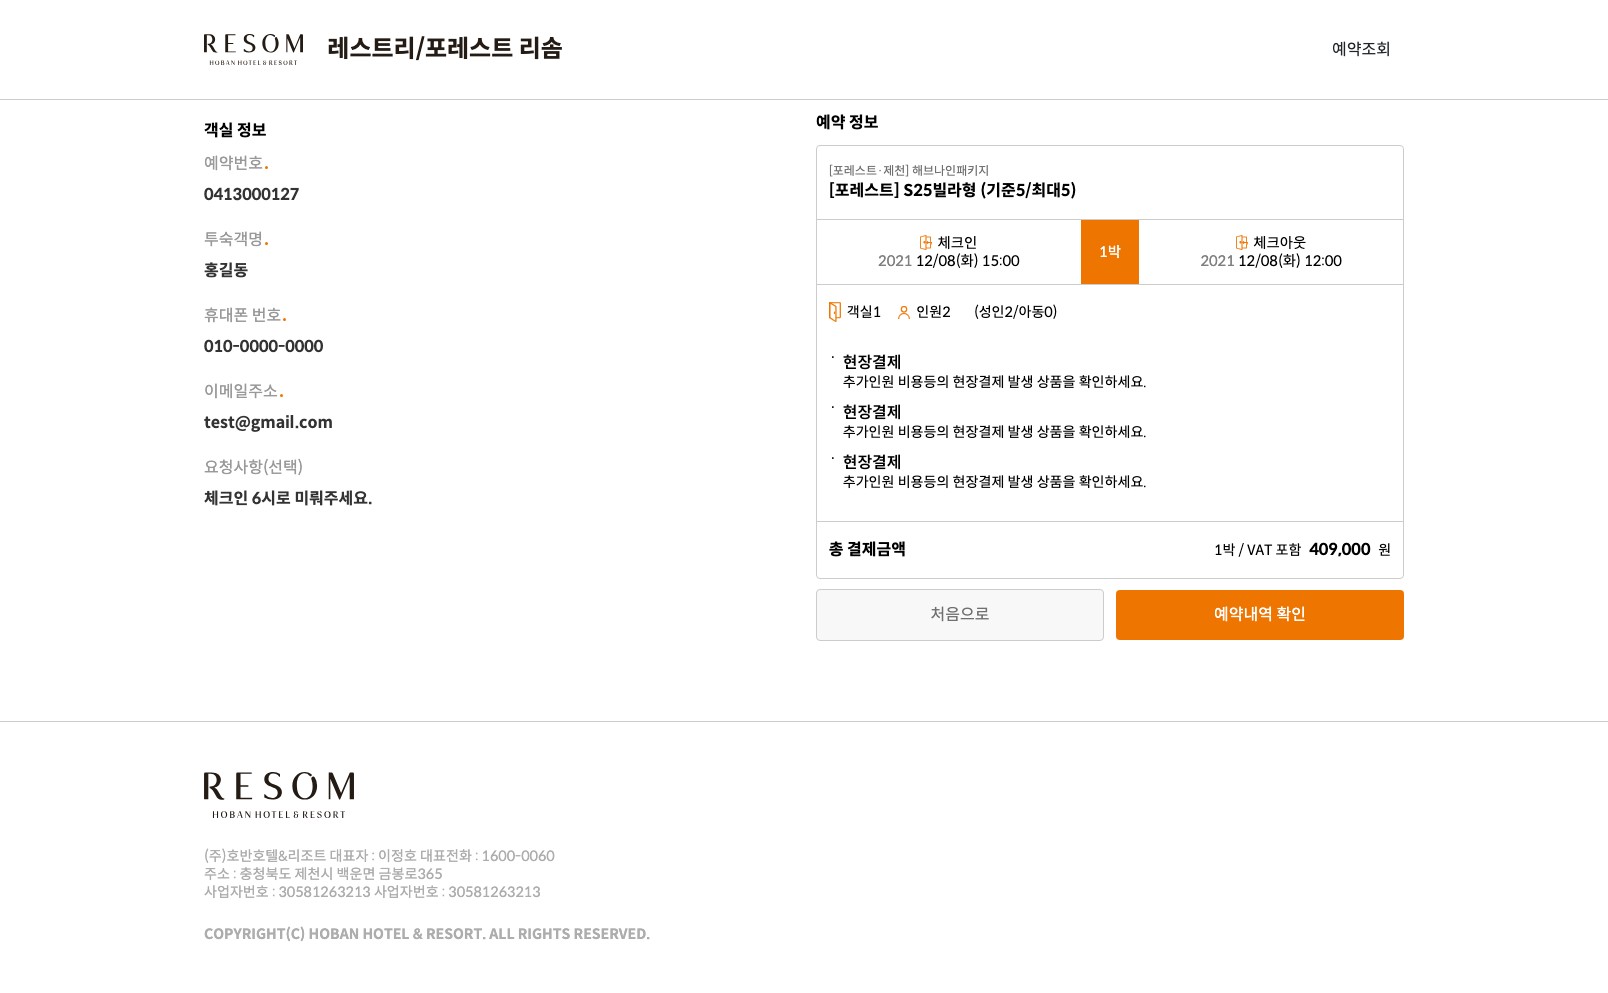 RESOM
HOBAN HOTEL & RESORT
레스트리/포레스트 리솜
예약조회
객실 정보
예약번호.
0413000127
투숙객명.
홍길동
휴대폰 번호.
010-0000-0000
이메일주소.
test@gmail.com
요청사항(선택)
체크인 6시로 미뤄주세요.
예약 정보
[포레스트·제천] 해브나인패키지
[포레스트] S25빌라형 (기준5/최대5)
체크인
2021 12/08(화) 15:00
1박
체크아웃
2021 12/08(화) 12:00
객실1 인원2 (성인2/아동0)
· 현장결제
추가인원 비용등의 현장결제 발생 상품을 확인하세요.
· 현장결제
추가인원 비용등의 현장결제 발생 상품을 확인하세요.
· 현장결제
추가인원 비용등의 현장결제 발생 상품을 확인하세요.
총 결제금액 1박 / VAT 포함 409,000 원
처음으로
예약내역 확인
RESOM
HOBAN HOTEL & RESORT
(주)호반호텔&리조트 대표자 : 이정호 대표전화 : 1600-0060
주소 : 충청북도 제천시 백운면 금봉로365
사업자번호 : 30581263213 사업자번호 : 30581263213
COPYRIGHT(C) HOBAN HOTEL & RESORT. ALL RIGHTS RESERVED.